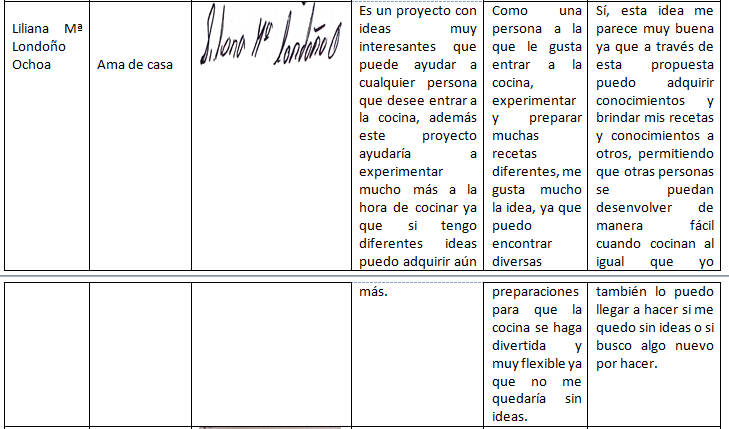 Liliana Mª
Londoño
Ochoa
Ama de casa
Liliana Mª Londoño O
Es un proyecto con
ideas muy
interesantes que
puede ayudar a
cualquier persona
que desee entrar a
la cocina, además
este proyecto
ayudaría a
experimentar
mucho más a la
hora de cocinar ya
que si tengo
diferentes ideas
puedo adquirir aún
más.
Como una
persona a la
que le gusta
entrar a la
cocina,
experimentar
y preparar
muchas
recetas
diferentes, me
gusta mucho
la idea, ya que
puedo
encontrar
diversas
preparaciones
para que la
cocina se haga
divertida y
muy flexible ya
que no me
quedaría sin
ideas.
Sí, esta idea me
parece muy buena
ya que a través de
esta propuesta
puedo adquirir
conocimientos y
brindar mis recetas
y conocimientos a
otros, permitiendo
que otras personas
se puedan
desenvolver de
manera fácil
cuando cocinan al
igual que yo
también lo puedo
llegar a hacer si me
quedo sin ideas o si
busco algo nuevo
por hacer.